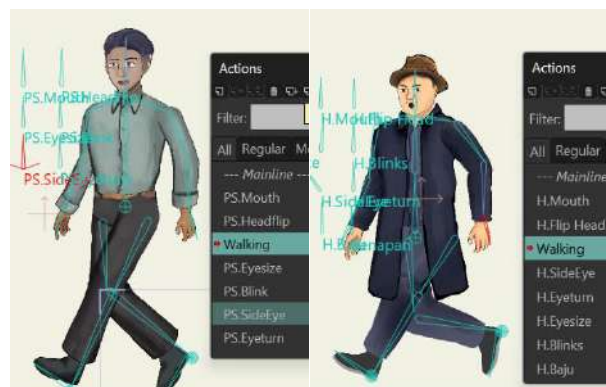 Actions
Filter:
All Regular
--- Mainline
PS.Mouth
PS.Headflip
Walking
PS.Eyesize
PS.Blink
PS.SideEye
PS.Eyeturn
Actions
Filter:
All Regular
--- Mainline
H.Mouth
H.Flip Head
Walking
H.SideEye
H.Eyeturn
H.Eyesize
H.Blinks
H.Baju
H.Blinks